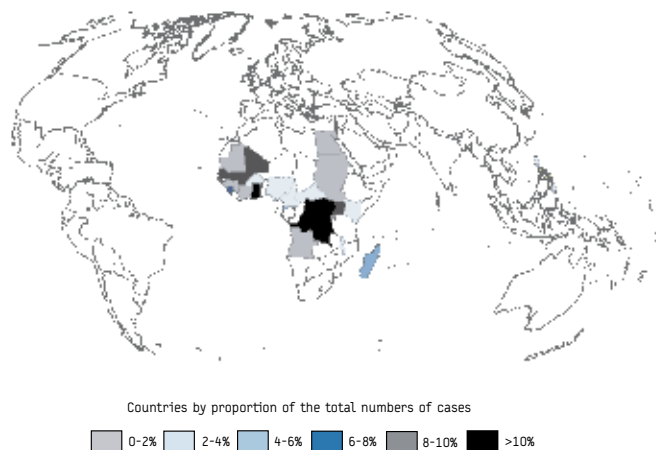 Countries by proportion of the total numbers of cases
0-2% 2-4% 4-6% 6-8% 8-10% >10%